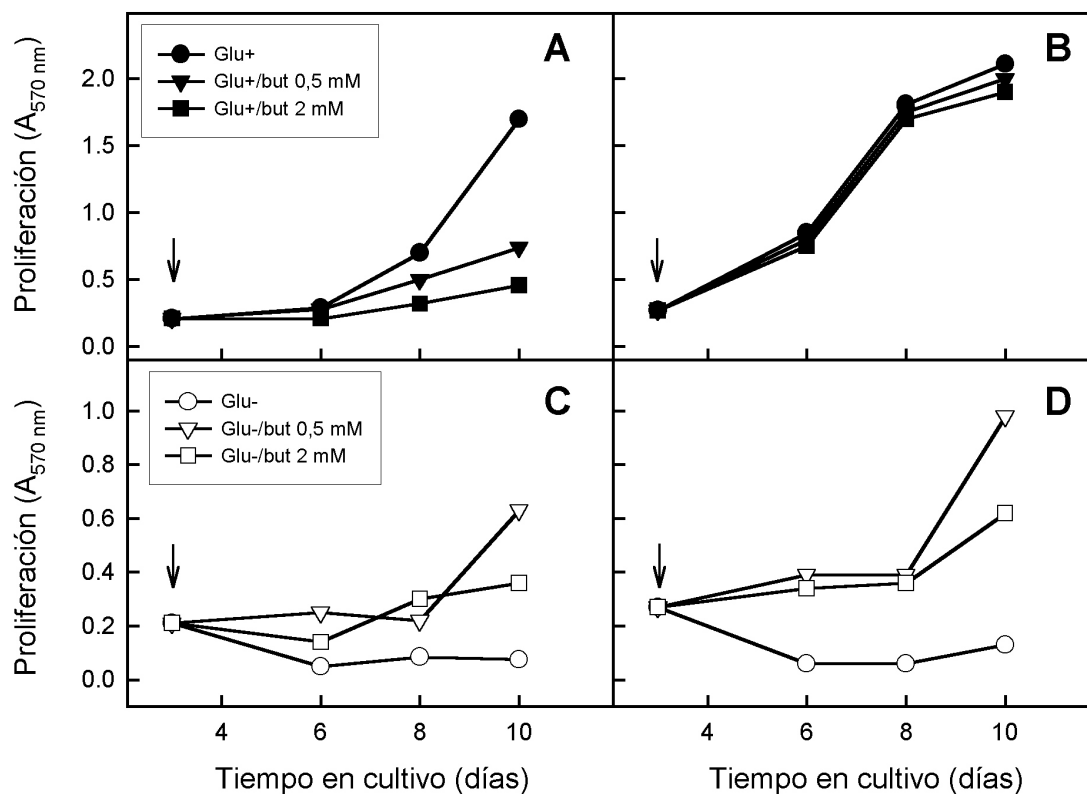 A
B
Glu+
Glu+/but 0,5 mM
Glu+/but 2 mM
Proliferación (A570 nm)
2.0
1.5
1.0
0.5
0.0
C
D
Glu-
Glu-/but 0,5 mM
Glu-/but 2 mM
Proliferación (A570 nm)
1.0
0.8
0.6
0.4
0.2
0.0
4 6 8 10
4 6 8 10
Tiempo en cultivo (días)
Tiempo en cultivo (días)